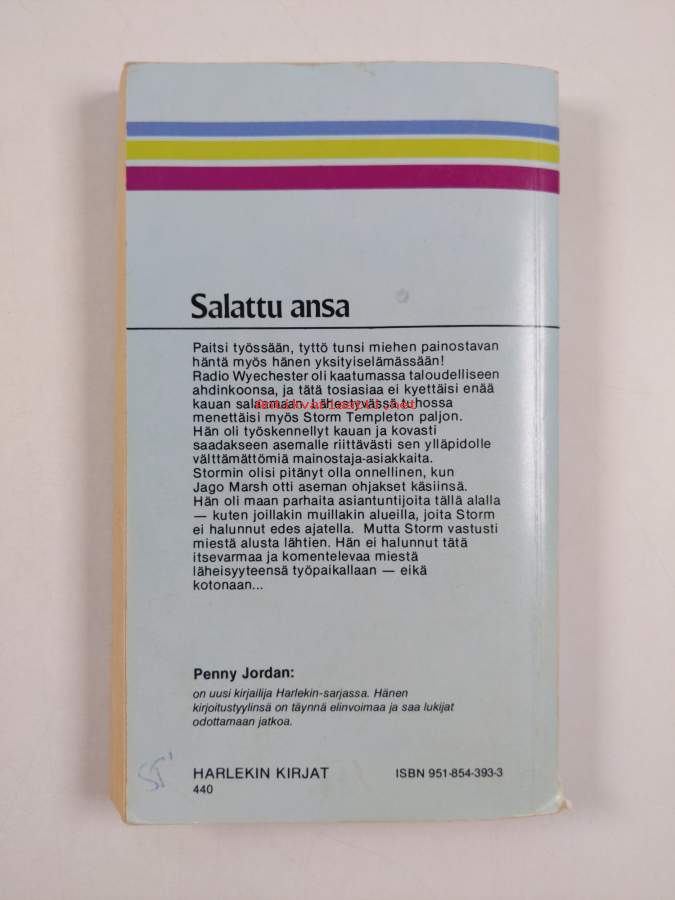 Salattu ansa
Paitsi työssään, tyttö tunsi miehen painostavan
häntä myös hänen yksityiselämässään!
Radio Wyechester oli kaatumassa taloudelliseen
ahdinkoonsa, ja tätä tosiasiaa ei kyettäisi enää
kauan salaamaan. Lähestyvässä tuhossa
Antikvariaatti.net
menettäisi myös Storm Templeton paljon.
Hän oli työskennellyt kauan ja kovasti
saadakseen asemalle riittävästi sen ylläpidolle
välttämättömiä mainostaja-asiakkaita.
Stormin olisi pitänyt olla onnellinen, kun
Jago Marsh otti aseman ohjakset käsiinsä.
Hän oli maan parhaita asiantuntijoita tällä alalla
— kuten joillakin muillakin alueilla, joita Storm
ei halunnut edes ajatella. Mutta Storm vastusti
miestä alusta lähtien. Hän ei halunnut tätä
itsevarmaa ja komentelevaa miestä
läheisyyteensä työpaikallaan — eikä
kotonaan...
Penny Jordan:
on uusi kirjailija Harlekin-sarjassa. Hänen
kirjoitustyylinsä on täynnä elinvoimaa ja saa lukijat
odottamaan jatkoa.
HARLEKIN KIRJAT ISBN 951-854-393-3
440